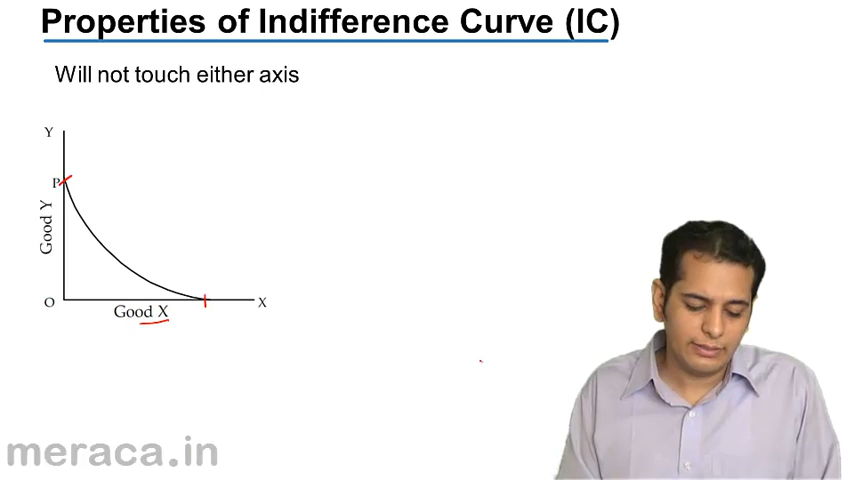 Properties of Indifference Curve (IC)
Will not touch either axis
Y
P
Good Y
O
Good X
X
meraca.in